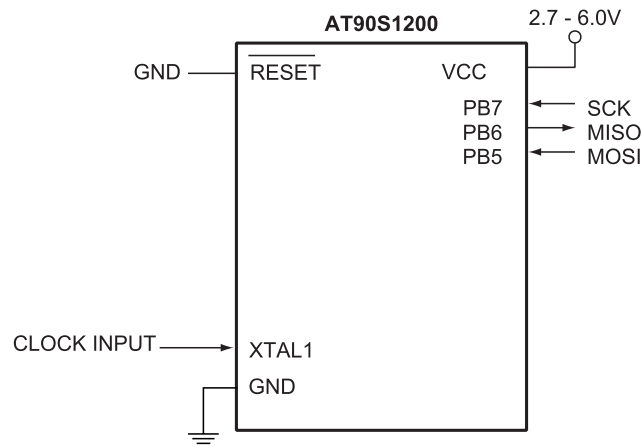 AT90S1200
2.7 - 6.0V
GND
RESET
VCC
PB7
SCK
PB6
MISO
PB5
MOSI
CLOCK INPUT
XTAL1
GND